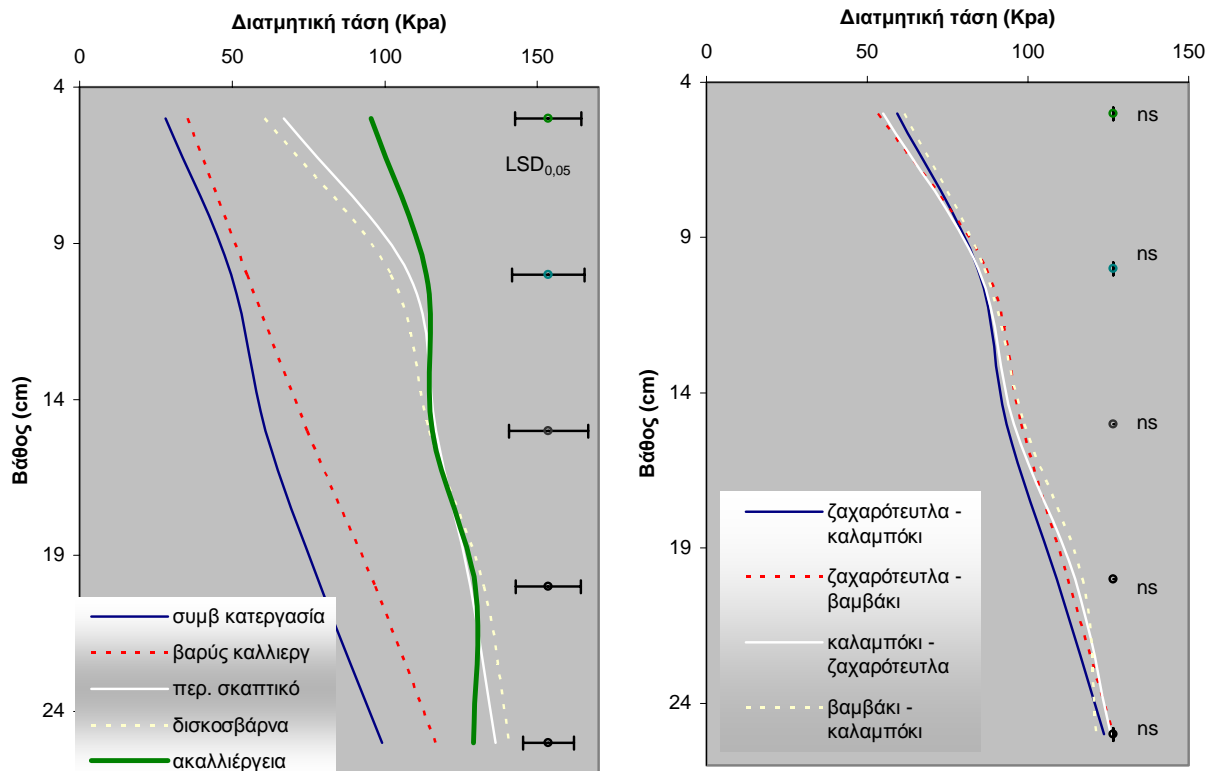 Διατμητική τάση (Kpa)
0 50 100 150
4
9
14
19
24
Βάθος (cm)
LSD0,05
συμβ κατεργασία
βαρύς καλλιεργ
περ. σκαπτικό
δισκοσβάρνα
ακαλλιέργεια
Διατμητική τάση (Kpa)
0 50 100 150
4
9
14
19
24
Βάθος (cm)
ns
ns
ns
ns
ns
ζαχαρότευτλα -
καλαμπόκι
ζαχαρότευτλα -
βαμβάκι
καλαμπόκι -
ζαχαρότευτλα
βαμβάκι -
καλαμπόκι